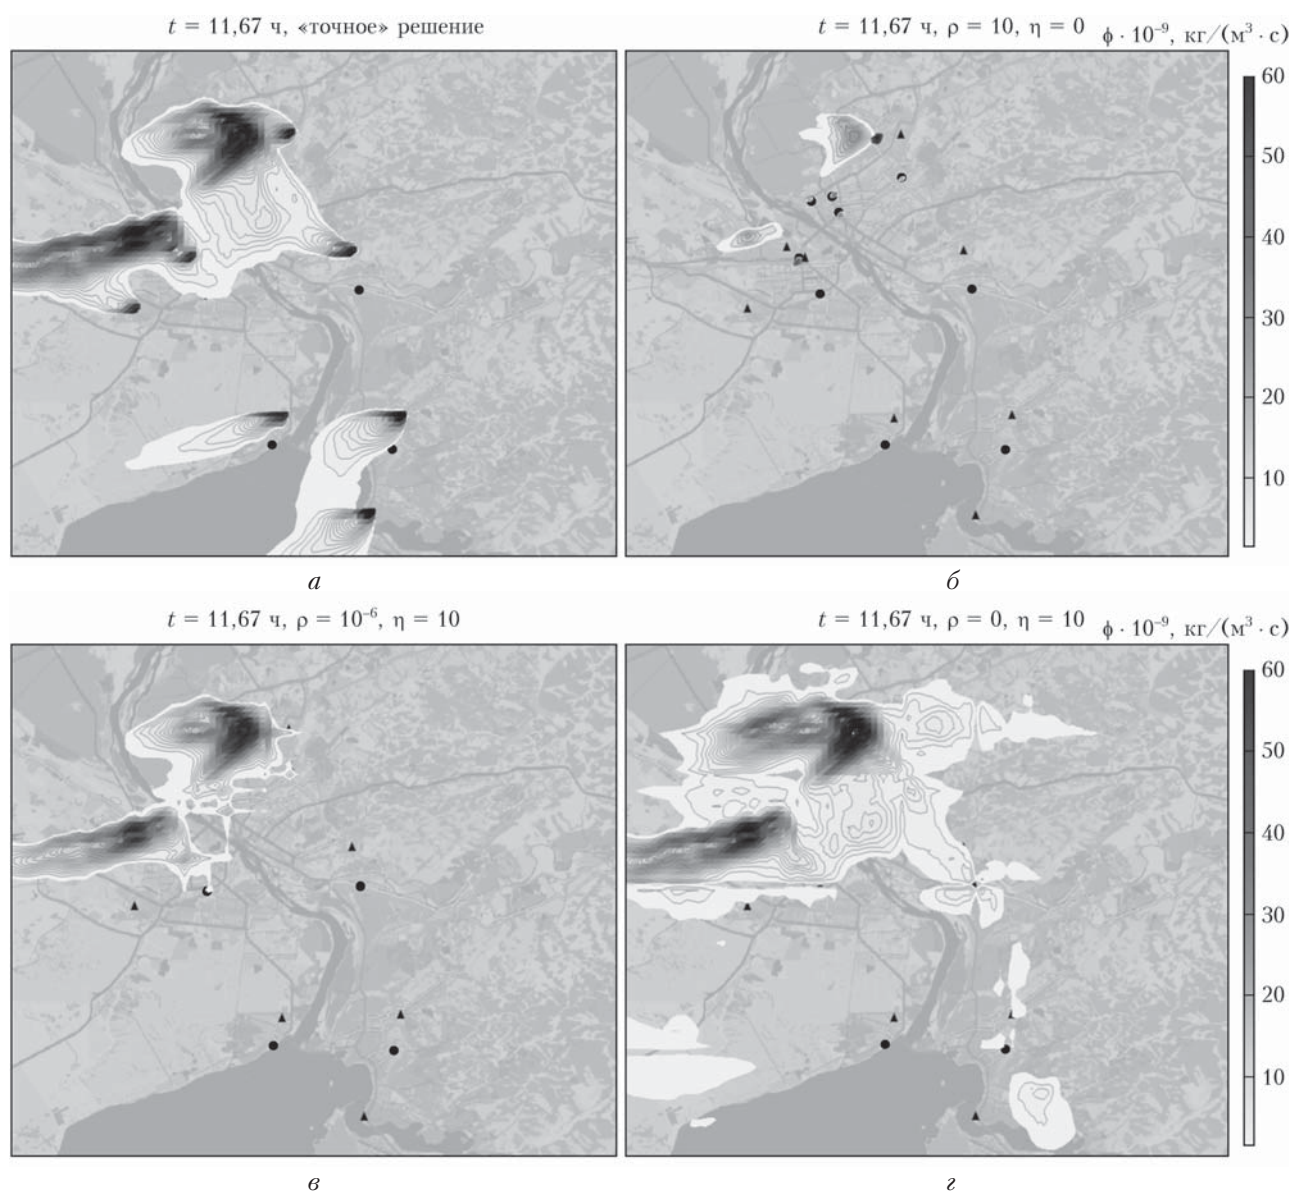 t = 11,67 ч, «точное» решение
t = 11,67 ч, ρ = 10, η = 0
ϕ · 10⁻⁹, кг/(м³ · с)
60
50
40
30
20
10
а
б
t = 11,67 ч, ρ = 10⁻⁶, η = 10
t = 11,67 ч, ρ = 0, η = 10
ϕ · 10⁻⁹, кг/(м³ · с)
60
50
40
30
20
10
в
г